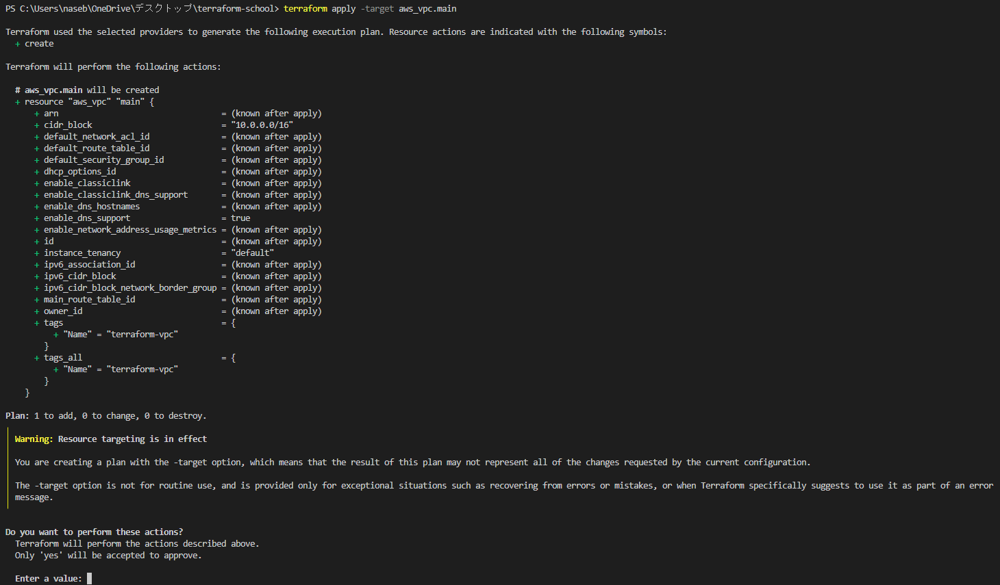 PS C:\Users\naseb\OneDrive\デスクトップ\terraform-school> terraform apply -target aws_vpc.main
Terraform used the selected providers to generate the following execution plan. Resource actions are indicated with the following symbols:
+ create
Terraform will perform the following actions:
# aws_vpc.main will be created
+ resource "aws_vpc" "main" {
+ arn = (known after apply)
+ cidr_block = "10.0.0.0/16"
+ default_network_acl_id = (known after apply)
+ default_route_table_id = (known after apply)
+ default_security_group_id = (known after apply)
+ dhcp_options_id = (known after apply)
+ enable_classiclink = (known after apply)
+ enable_classiclink_dns_support = (known after apply)
+ enable_dns_hostnames = (known after apply)
+ enable_dns_support = true
+ enable_network_address_usage_metrics = (known after apply)
+ id = (known after apply)
+ instance_tenancy = "default"
+ ipv6_association_id = (known after apply)
+ ipv6_cidr_block = (known after apply)
+ ipv6_cidr_block_network_border_group = (known after apply)
+ main_route_table_id = (known after apply)
+ owner_id = (known after apply)
+ tags = {
+ "Name" = "terraform-vpc"
}
+ tags_all = {
+ "Name" = "terraform-vpc"
}
}
Plan: 1 to add, 0 to change, 0 to destroy.
Warning: Resource targeting is in effect
You are creating a plan with the -target option, which means that the result of this plan may not represent all of the changes requested by the current configuration.
The -target option is not for routine use, and is provided only for exceptional situations such as recovering from errors or mistakes, or when Terraform specifically suggests to use it as part of an error
message.
Do you want to perform these actions?
Terraform will perform the actions described above.
Only 'yes' will be accepted to approve.
Enter a value: